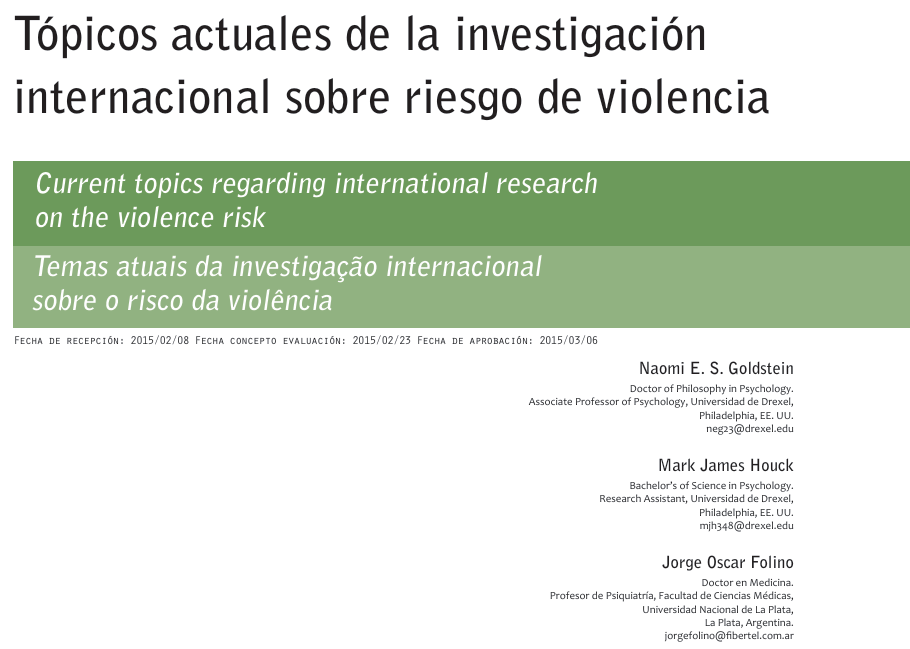 Tópicos actuales de la investigación
internacional sobre riesgo de violencia
Current topics regarding international research
on the violence risk
Temas atuais da investigação internacional
sobre o risco da violência
Fecha de recepción: 2015/02/08 Fecha concepto evaluación: 2015/02/23 Fecha de aprobación: 2015/03/06
Naomi E. S. Goldstein
Doctor of Philosophy in Psychology.
Associate Professor of Psychology, Universidad de Drexel,
Philadelphia, EE. UU.
neg23@drexel.edu
Mark James Houck
Bachelor's of Science in Psychology.
Research Assistant, Universidad de Drexel,
Philadelphia, EE. UU.
mjh348@drexel.edu
Jorge Oscar Folino
Doctor en Medicina.
Profesor de Psiquiatría, Facultad de Ciencias Médicas,
Universidad Nacional de La Plata,
La Plata, Argentina.
jorgefolino@fibertel.com.ar